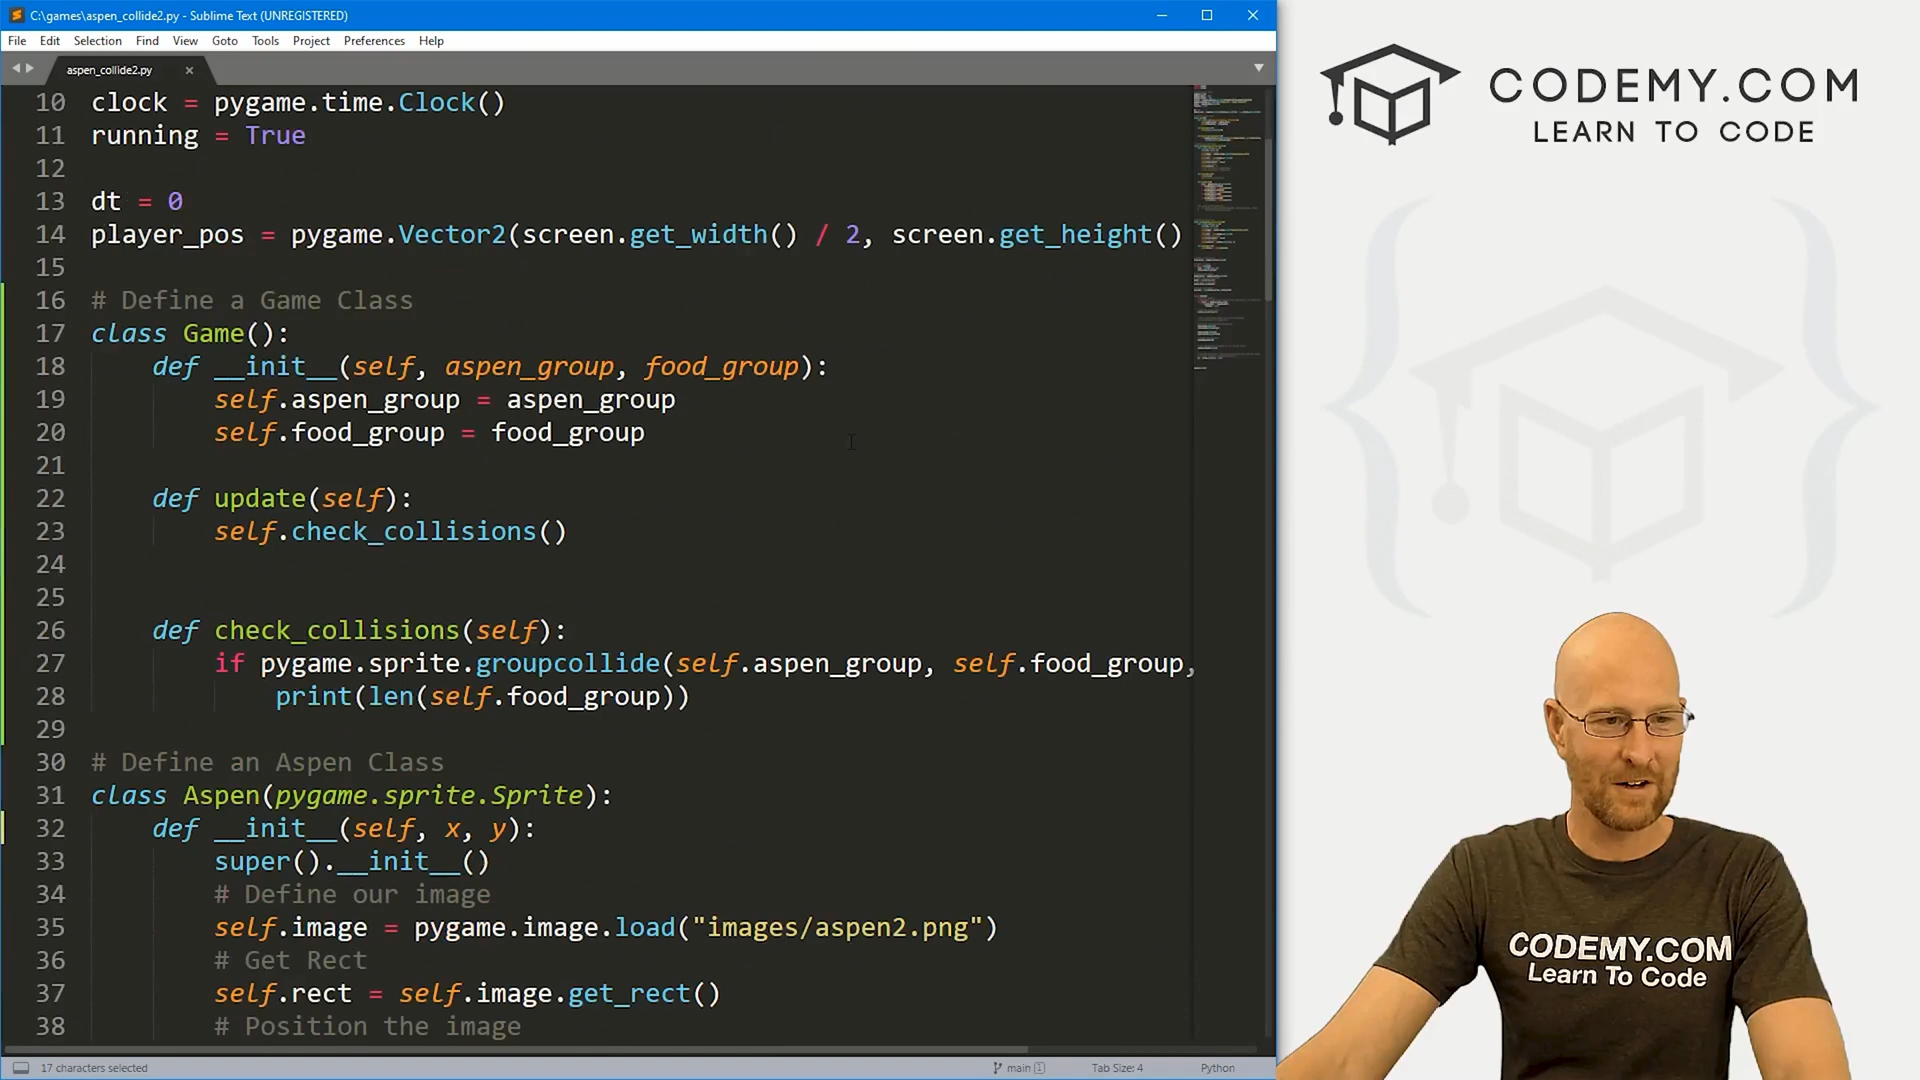 C:\games\aspen_collide2.py - Sublime Text (UNREGISTERED)
File Edit Selection Find View Goto Tools Project Preferences Help
aspen_collide2.py
10 clock = pygame.time.Clock()
11 running = True
12
13 dt = 0
14 player_pos = pygame.Vector2(screen.get_width() / 2, screen.get_height()
15
16 # Define a Game Class
17 class Game():
18 def __init__(self, aspen_group, food_group):
19 self.aspen_group = aspen_group
20 self.food_group = food_group
21
22 def update(self):
23 self.check_collisions()
24
25
26 def check_collisions(self):
27 if pygame.sprite.groupcollide(self.aspen_group, self.food_group,
28 print(len(self.food_group))
29
30 # Define an Aspen Class
31 class Aspen(pygame.sprite.Sprite):
32 def __init__(self, x, y):
33 super().__init__()
34 # Define our image
35 self.image = pygame.image.load("images/aspen2.png")
36 # Get Rect
37 self.rect = self.image.get_rect()
38 # Position the image
17 characters selected
main 1
Tab Size: 4
Python
CODEMY.COM
LEARN TO CODE
CODEMY.COM
Learn To Code